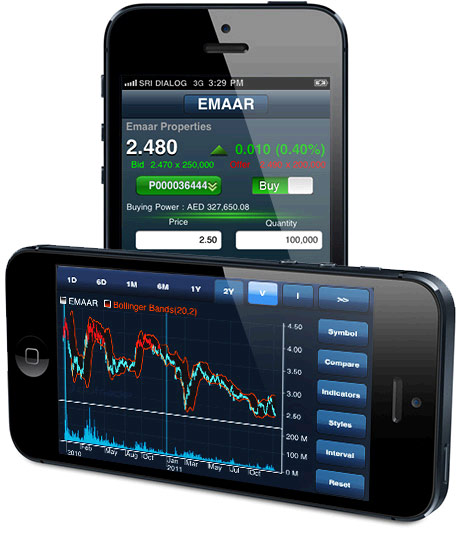 SRI DIALOG 3G 3:29 PM
EMAAR
Emaar Properties
2.480 0.010 (0.40%)
Bid 2.470 x 250,000
P000036444 Buy
Buying Power : AED 327,650.08
Price Quantity
2.50 100,000
1D 6D 1M 6M 1Y 2Y V I >>
EMAAR Bollinger Bands(20,2)
4.50
4.00
3.50
3.00
2.50
200 M
100 M
0 M
Feb May Aug Oct Jan Mar May Jul Oct
2010 2011
Symbol
Compare
Indicators
Styles
Interval
Reset